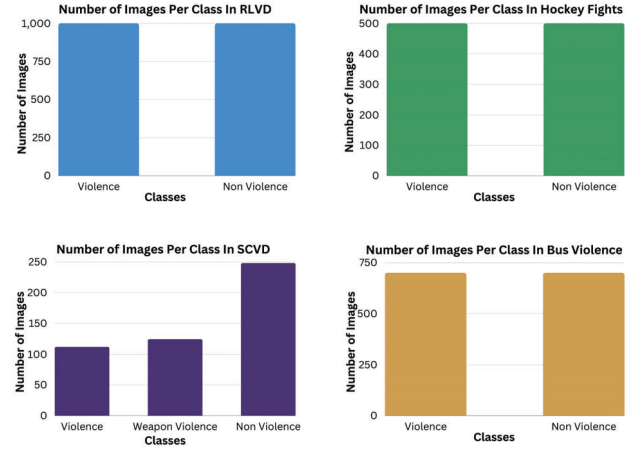 Number of Images Per Class In RLVD
Number of Images
1,000
750
500
250
0
Violence
Non Violence
Classes
Number of Images Per Class In Hockey Fights
Number of Images
500
400
300
200
100
0
Violence
Non Violence
Classes
Number of Images Per Class In SCVD
Number of Images
250
200
150
100
50
0
Violence
Weapon Violence
Non Violence
Classes
Number of Images Per Class In Bus Violence
Number of Images
750
500
250
0
Violence
Non Violence
Classes